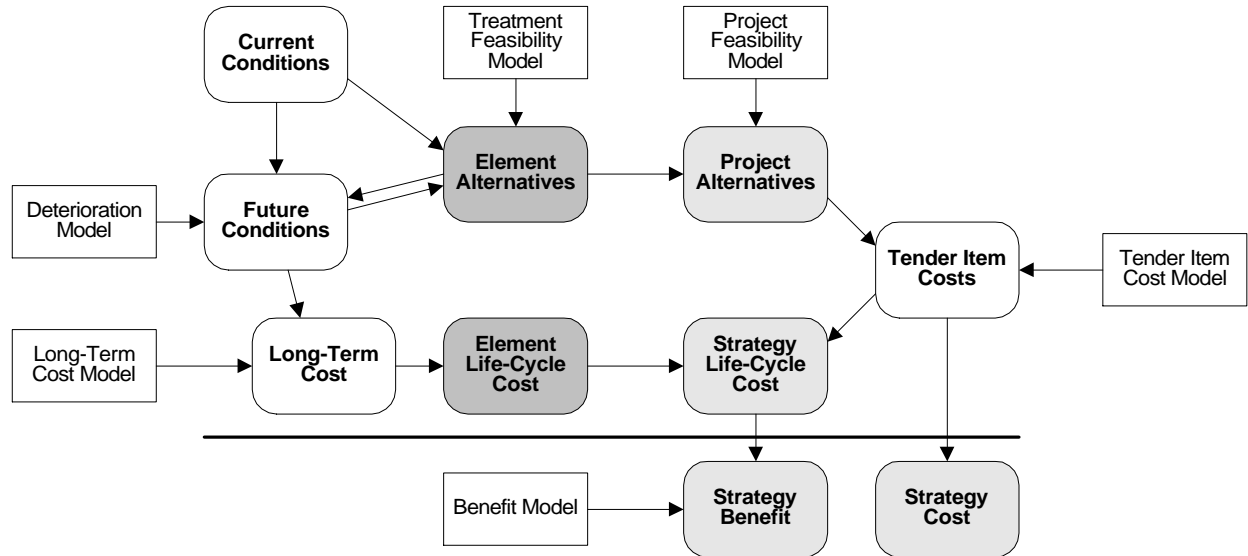 Current
Conditions
Treatment
Feasibility
Model
Project
Feasibility
Model
Element
Alternatives
Project
Alternatives
Deterioration
Model
Future
Conditions
Tender Item
Costs
Tender Item
Cost Model
Long-Term
Cost Model
Long-Term
Cost
Element
Life-Cycle
Cost
Strategy
Life-Cycle
Cost
Benefit Model
Strategy
Benefit
Strategy
Cost